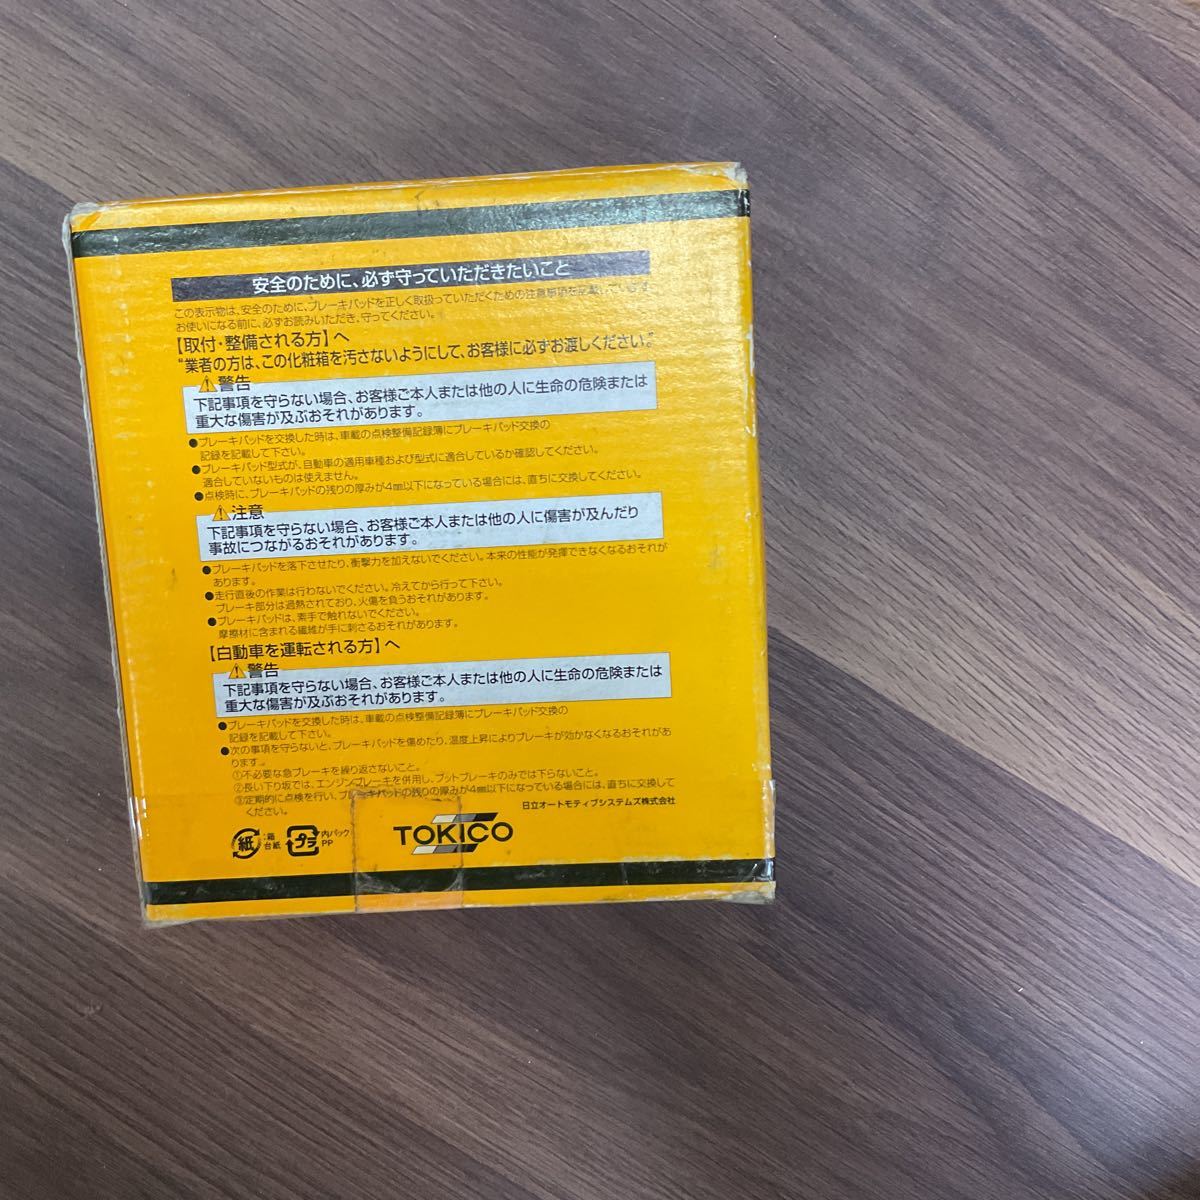 安全のために、必ず守っていただきたいこと
この表示物は、安全のために、ブレーキパッドを正しく取扱っていただくための注意事項を記載しています。
お使いになる前に、必ずお読みいただき、守ってください。
【取付・整備される方】へ
"業者の方は、この化粧箱を汚さないようにして、お客様に必ずお渡しください。"
⚠警告
下記事項を守らない場合、お客様ご本人または他の人に生命の危険または
重大な傷害が及ぶおそれがあります。
●ブレーキパッドを交換した時は、車載の点検整備記録簿にブレーキパッド交換の
記録を記載して下さい。
●ブレーキパッド型式が、自動車の適用車種および型式に適合しているか確認してください。
適合していないものは使えません。
●点検時に、ブレーキパッドの残りの厚みが4㎜以下になっている場合には、直ちに交換してください。
⚠注意
下記事項を守らない場合、お客様ご本人または他の人に傷害が及んだり
事故につながるおそれがあります。
●ブレーキパッドを落下させたり、衝撃力を加えないでください。本来の性能が発揮できなくなるおそれが
あります。
●走行直後の作業は行わないでください。冷えてから行って下さい。
ブレーキ部分は過熱されており、火傷を負うおそれがあります。
●ブレーキパッドは、素手で触れないでください。
摩擦材に含まれる繊維が手に刺さるおそれがあります。
【自動車を運転される方】へ
⚠警告
下記事項を守らない場合、お客様ご本人または他の人に生命の危険または
重大な傷害が及ぶおそれがあります。
●ブレーキパッドを交換した時は、車載の点検整備記録簿にブレーキパッド交換の
記録を記載して下さい。
●次の事項を守らないと、ブレーキパッドを傷めたり、温度上昇によりブレーキが効かなくなるおそれがあ
ります。
①不必要な急ブレーキを繰り返さないこと。
②長い下り坂では、エンジンブレーキを併用し、フットブレーキのみでは下らないこと。
③定期的に点検を行い、ブレーキパッドの残りの厚みが4㎜以下になっている場合には、直ちに交換して
ください。
日立オートモティブシステムズ株式会社
紙 :箱 台紙
プラ 内パック PP
TOKICO